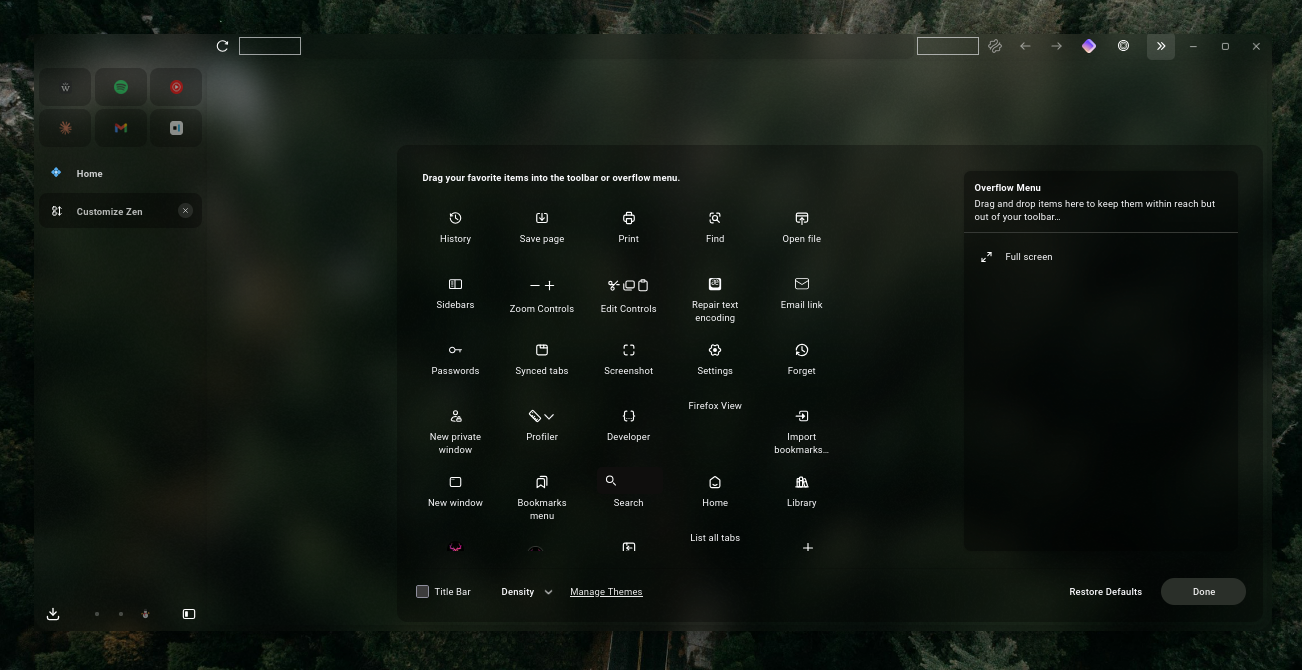 Home
Customize Zen
Drag your favorite items into the toolbar or overflow menu.
History
Save page
Print
Find
Open file
Sidebars
Zoom Controls
Edit Controls
Repair text
encoding
Email link
Passwords
Synced tabs
Screenshot
Settings
Forget
New private
window
Profiler
Developer
Firefox View
Import
bookmarks…
New window
Bookmarks
menu
Search
Home
Library
List all tabs
Overflow Menu
Drag and drop items here to keep them within reach but
out of your toolbar…
Full screen
Title Bar
Density
Manage Themes
Restore Defaults
Done